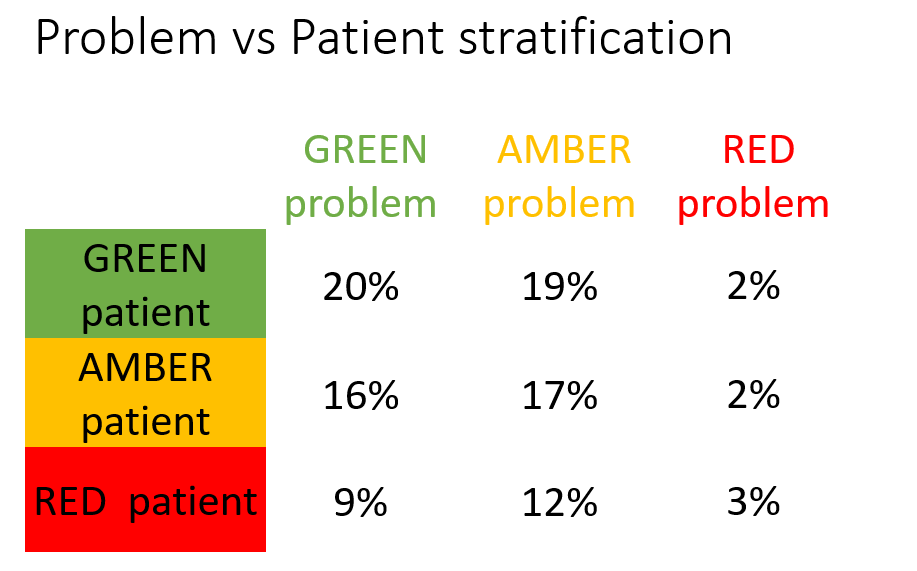 Problem vs Patient stratification
GREEN AMBER RED
problem problem problem
GREEN
patient 20% 19% 2%
AMBER
patient 16% 17% 2%
RED patient 9% 12% 3%